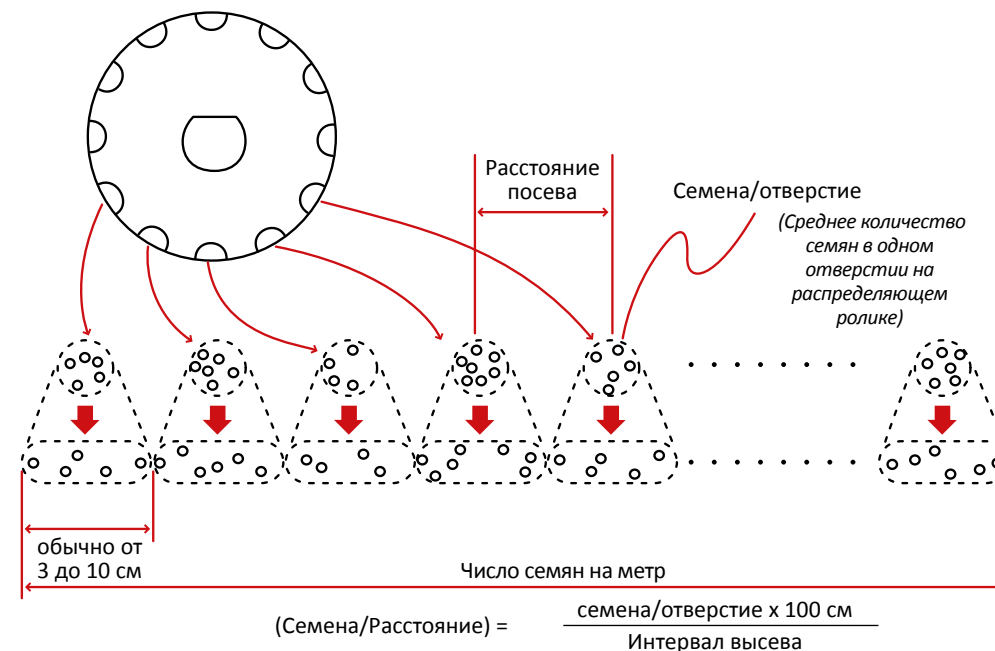 Расстояние
посева
Семена/отверстие
(Среднее количество
семян в одном
отверстии на
распределяющем
ролике)
обычно от
3 до 10 см
Число семян на метр
(Семена/Расстояние) =
семена/отверстие x 100 см
Интервал высева